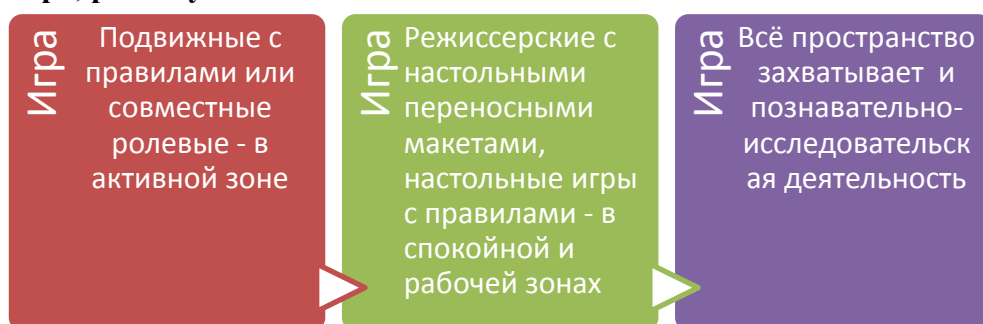 Игра
Подвижные с
правилами или
совместные
ролевые - в
активной зоне
Игра
Режиссерские с
настольными
переносными
макетами,
настольные игры
с правилами - в
спокойной и
рабочей зонах
Игра
Всё пространство
захватывает и
познавательно-
исследовательск
ая деятельность